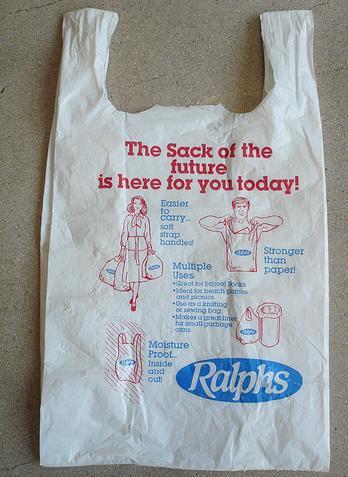 The Sack of the
future
is here for you today!
Easier
to
carry...
soft
strap
handles!
Stronger
than
paper!
Multiple
Uses:
• Great for School Books
• Ideal for beach parties
and picnics
• Use as a knitting
or sewing bag.
• Makes a great liner
for small garbage
cans.
Moisture
Proof...
Inside
and
out!
Ralphs